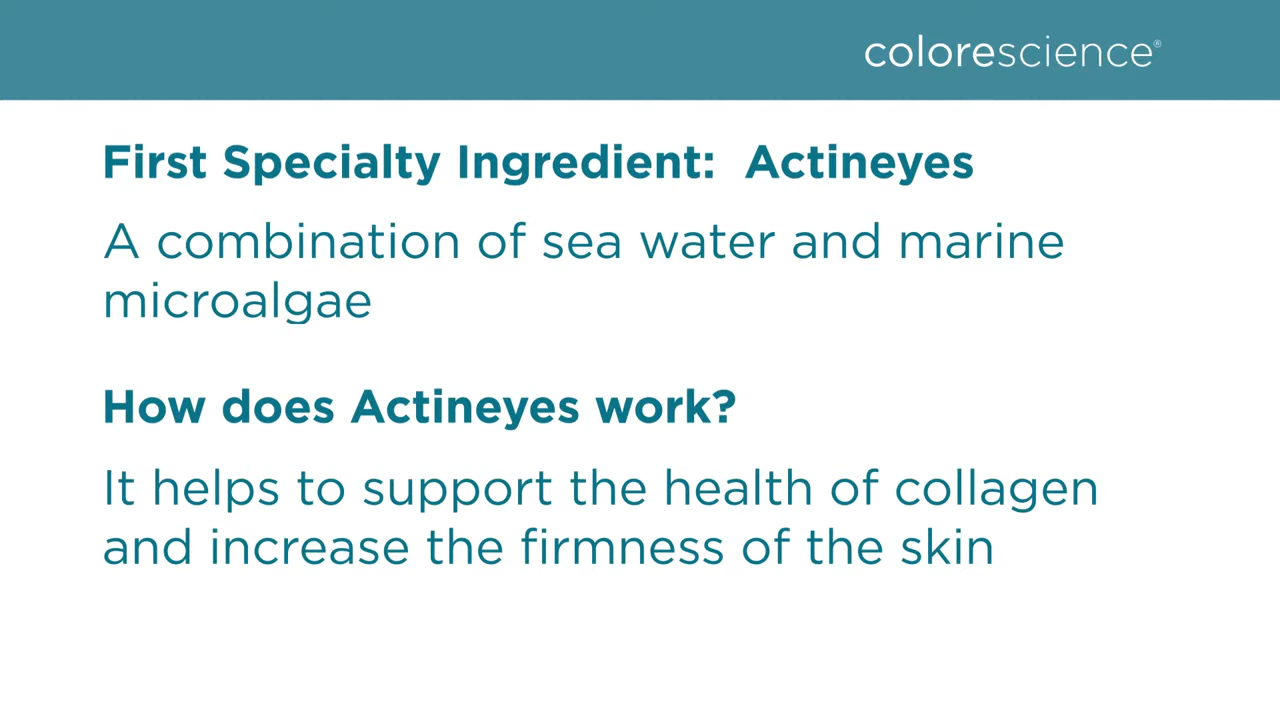 colorescience®
First Specialty Ingredient: Actineyes
A combination of sea water and marine
microalgae
How does Actineyes work?
It helps to support the health of collagen
and increase the firmness of the skin